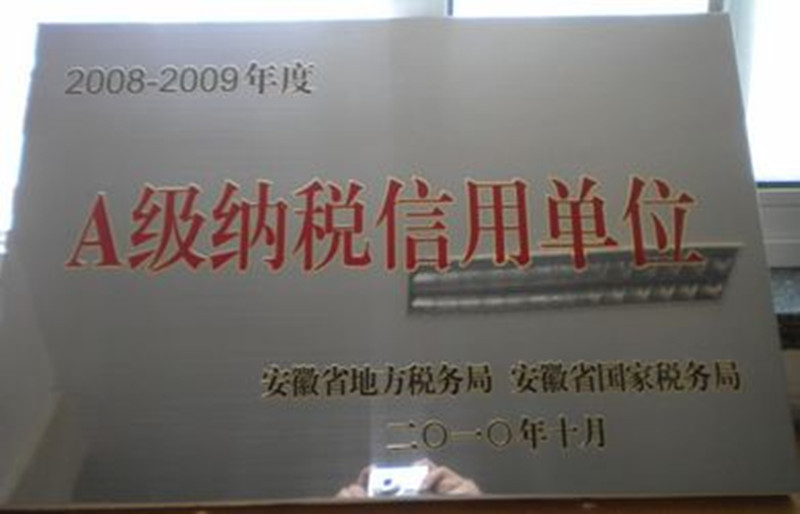 2008-2009年度
A级纳税信用单位
安徽省地方税务局 安徽省国家税务局
二〇一〇年十月